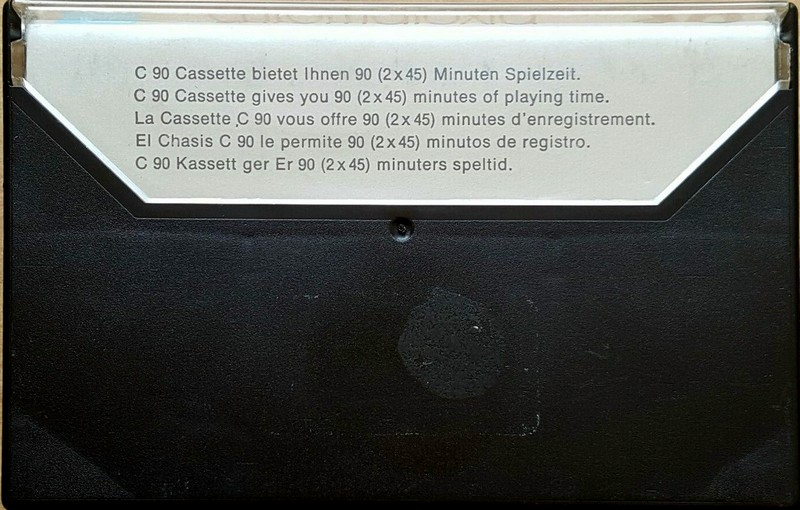 C 90 Cassette bietet Ihnen 90 (2x45) Minuten Spielzeit.
C 90 Cassette gives you 90 (2x45) minutes of playing time.
La Cassette C 90 vous offre 90 (2x45) minutes d'enregistrement.
El Chasis C 90 le permite 90 (2x45) minutos de registro.
C 90 Kassett ger Er 90 (2x45) minuters speltid.